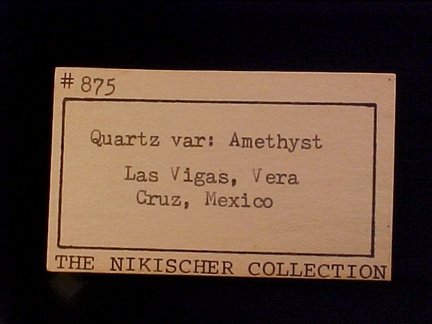 # 875
Quartz var: Amethyst
Las Vigas, Vera
Cruz, Mexico
THE NIKISCHER COLLECTION